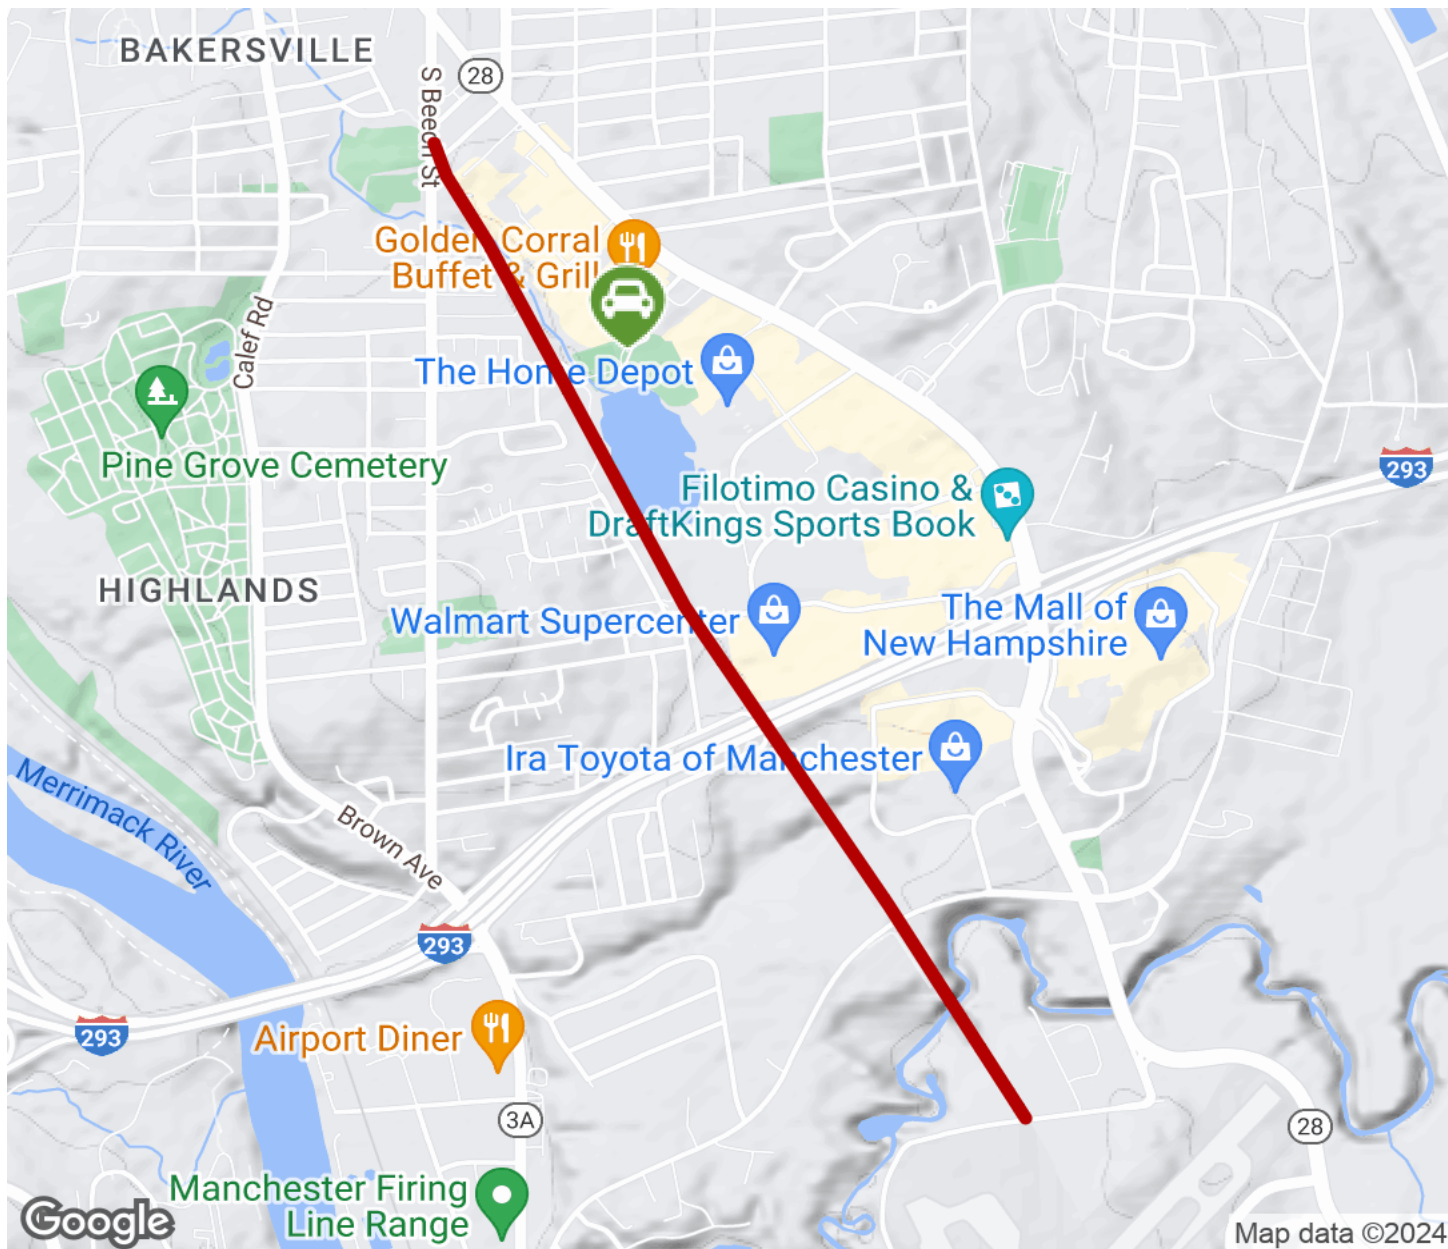 BAKERSVILLE
S Beech St
28
Golden Corral
Buffet & Grill
Calef Rd
The Home Depot
Pine Grove Cemetery
293
Filotimo Casino &
DraftKings Sports Book
HIGHLANDS
The Mall of
New Hampshire
Walmart Supercenter
Ira Toyota of Manchester
Merrimack River
Brown Ave
293
293
Airport Diner
3A
28
Manchester Firing
Line Range
Google
Map data ©2024